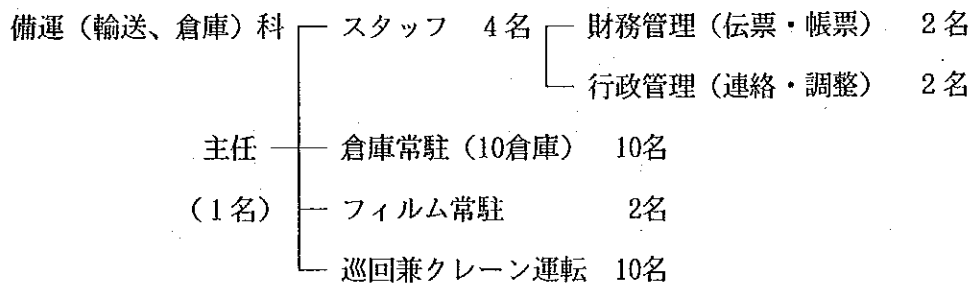 備運（輸送、倉庫）科 スタッフ 4名 財務管理（伝票・帳票） 2名
行政管理（連絡・調整） 2名
主任 倉庫常駐（10倉庫） 10名
（1名） フィルム常駐 2名
巡回兼クレーン運転 10名